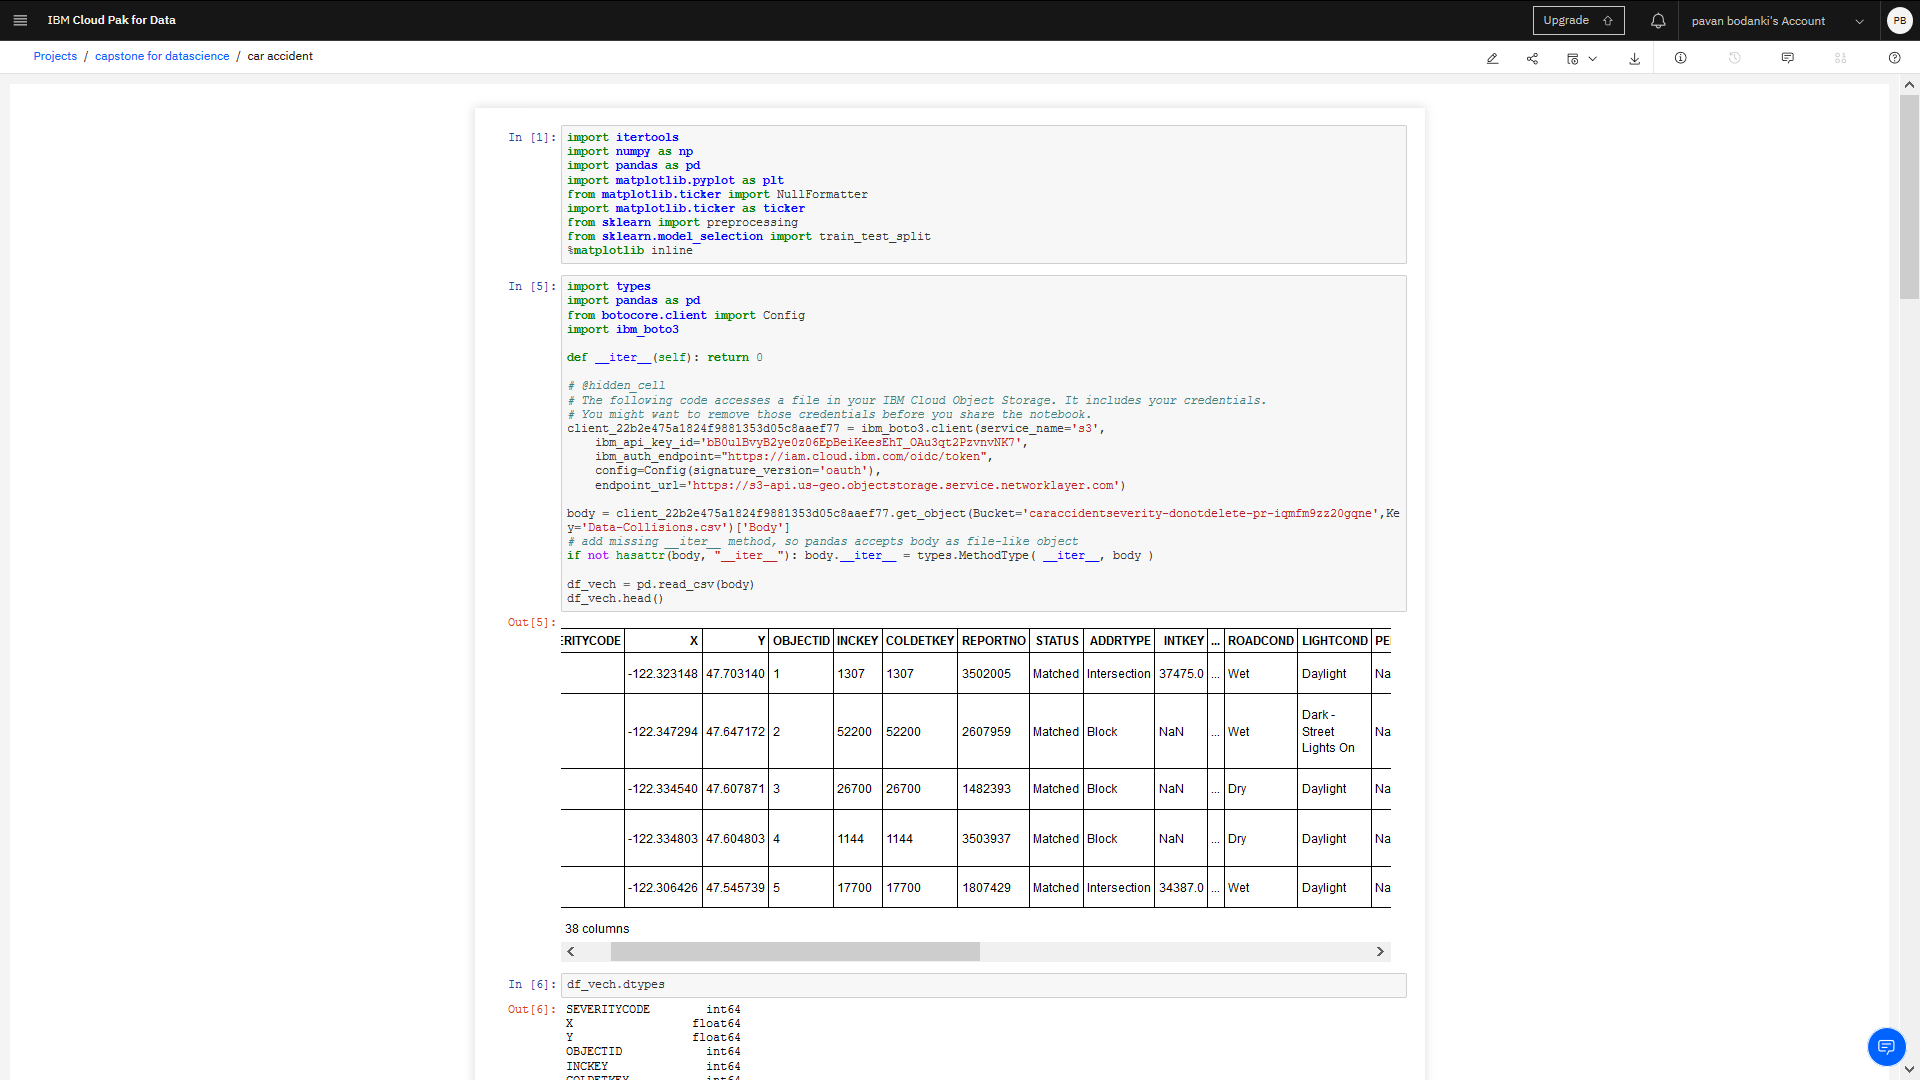 IBM Cloud Pak for Data
Upgrade
pavan bodanki's Account
PB
Projects / capstone for datascience / car accident
In [1]:
import itertools
import numpy as np
import pandas as pd
import matplotlib.pyplot as plt
from matplotlib.ticker import NullFormatter
import matplotlib.ticker as ticker
from sklearn import preprocessing
from sklearn.model_selection import train_test_split
%matplotlib inline
In [5]:
import types
import pandas as pd
from botocore.client import Config
import ibm_boto3
def __iter__(self): return 0
# @hidden_cell
# The following code accesses a file in your IBM Cloud Object Storage. It includes your credentials.
# You might want to remove those credentials before you share the notebook.
client_22b2e475a1824f9881353d05c8aaef77 = ibm_boto3.client(service_name='s3',
    ibm_api_key_id='bB0ulBvyB2ye0z06EpBeiKeesEhT_OAu3qt2PzvnvNK7',
    ibm_auth_endpoint="https://iam.cloud.ibm.com/oidc/token",
    config=Config(signature_version='oauth'),
    endpoint_url='https://s3-api.us-geo.objectstorage.service.networklayer.com')
body = client_22b2e475a1824f9881353d05c8aaef77.get_object(Bucket='caraccidentseverity-donotdelete-pr-iqmfm9zz20gqne',Ke
y='Data-Collisions.csv')['Body']
# add missing __iter__ method, so pandas accepts body as file-like object
if not hasattr(body, "__iter__"): body.__iter__ = types.MethodType( __iter__, body )
df_vech = pd.read_csv(body)
df_vech.head()
Out[5]:
ERITYCODE X Y OBJECTID INCKEY COLDETKEY REPORTNO STATUS ADDRTYPE INTKEY ... ROADCOND LIGHTCOND PE
-122.323148 47.703140 1 1307 1307 3502005 Matched Intersection 37475.0 ... Wet Daylight Na
-122.347294 47.647172 2 52200 52200 2607959 Matched Block NaN ... Wet Dark - Street Lights On Na
-122.334540 47.607871 3 26700 26700 1482393 Matched Block NaN ... Dry Daylight Na
-122.334803 47.604803 4 1144 1144 3503937 Matched Block NaN ... Dry Daylight Na
-122.306426 47.545739 5 17700 17700 1807429 Matched Intersection 34387.0 ... Wet Daylight Na
38 columns
In [6]:
df_vech.dtypes
Out[6]:
SEVERITYCODE int64
X float64
Y float64
OBJECTID int64
INCKEY int64
COLDETKEY int64